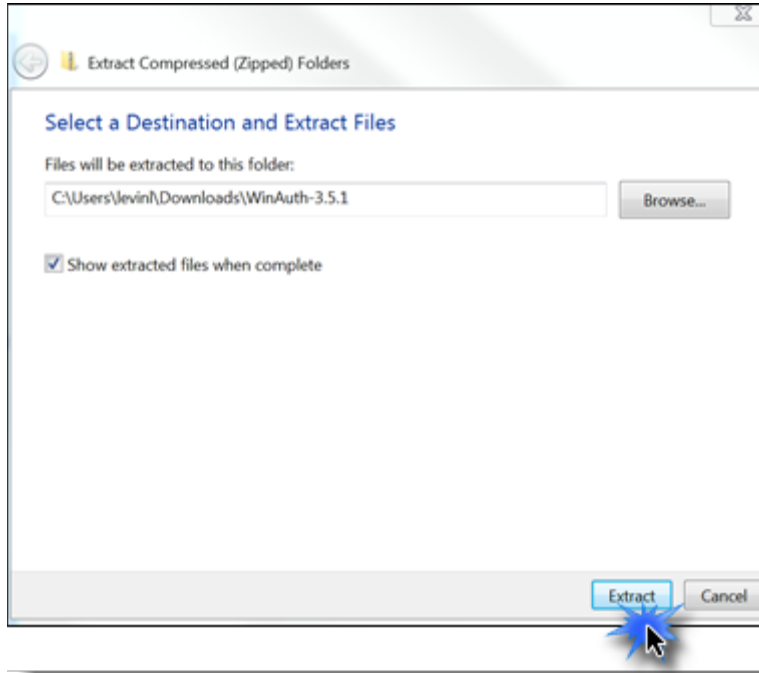 Extract Compressed (Zipped) Folders
Select a Destination and Extract Files
Files will be extracted to this folder:
C:\Users\levinl\Downloads\WinAuth-3.5.1
Browse...
Show extracted files when complete
Extract
Cancel